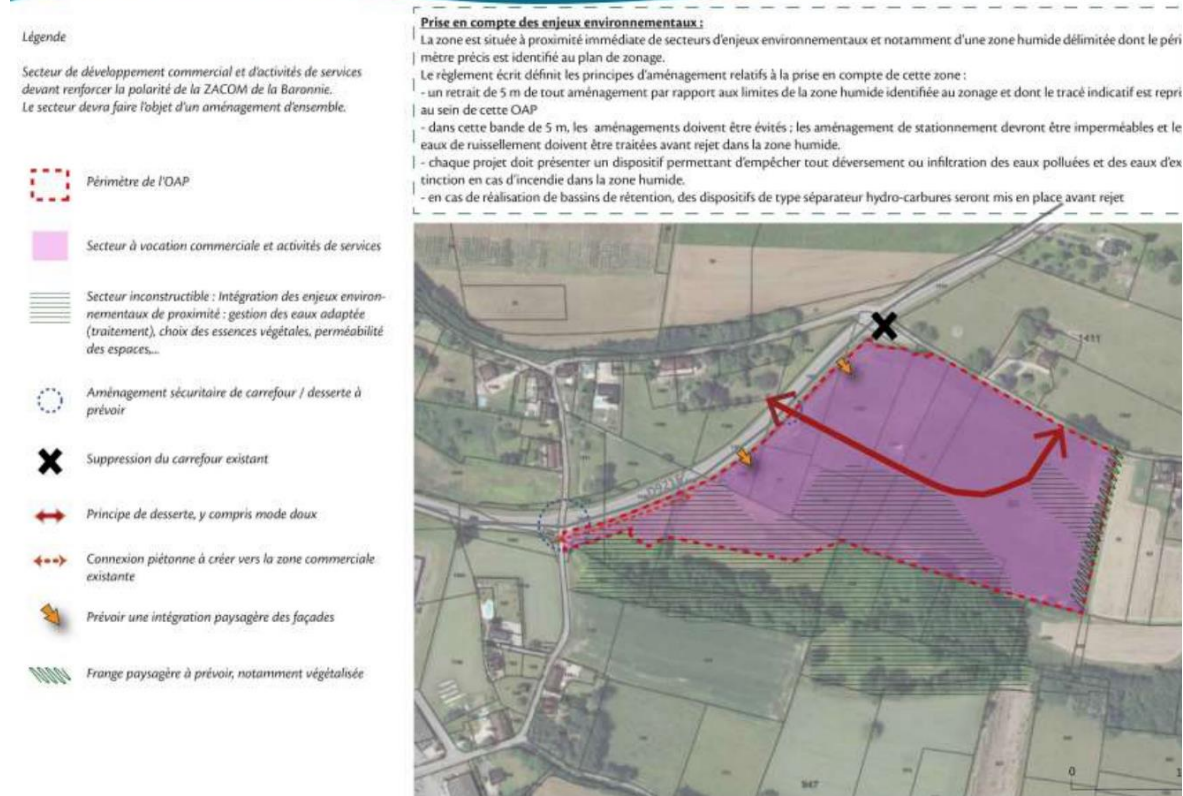 Légende
Secteur de développement commercial et d'activités de services
devant renforcer la polarité de la ZACOM de la Baronnie.
Le secteur devra faire l'objet d'un aménagement d'ensemble.
Périmètre de l'OAP
Secteur à vocation commerciale et activités de services
Secteur inconstructible : Intégration des enjeux environ-
nementaux de proximité : gestion des eaux adaptée
(traitement), choix des essences végétales, perméabilité
des espaces,..
Aménagement sécuritaire de carrefour / desserte à
prévoir
Suppression du carrefour existant
Principe de desserte, y compris mode doux
Connexion piétonne à créer vers la zone commerciale
existante
Prévoir une intégration paysagère des façades
Frange paysagère à prévoir, notamment végétalisée
Prise en compte des enjeux environnementaux :
La zone est située à proximité immédiate de secteurs d'enjeux environnementaux et notamment d'une zone humide délimitée dont le péri
mètre précis est identifié au plan de zonage.
Le règlement écrit définit les principes d'aménagement relatifs à la prise en compte de cette zone :
- un retrait de 5 m de tout aménagement par rapport aux limites de la zone humide identifiée au zonage et dont le tracé indicatif est repri
au sein de cette OAP
- dans cette bande de 5 m, les aménagements doivent être évités ; les aménagement de stationnement devront être imperméables et le
eaux de ruissellement doivent être traitées avant rejet dans la zone humide.
- chaque projet doit présenter un dispositif permettant d'empêcher tout déversement ou infiltration des eaux polluées et des eaux d'ex
tinction en cas d'incendie dans la zone humide.
- en cas de réalisation de bassins de rétention, des dispositifs de type séparateur hydro-carbures seront mis en place avant rejet
1411
947
0
1